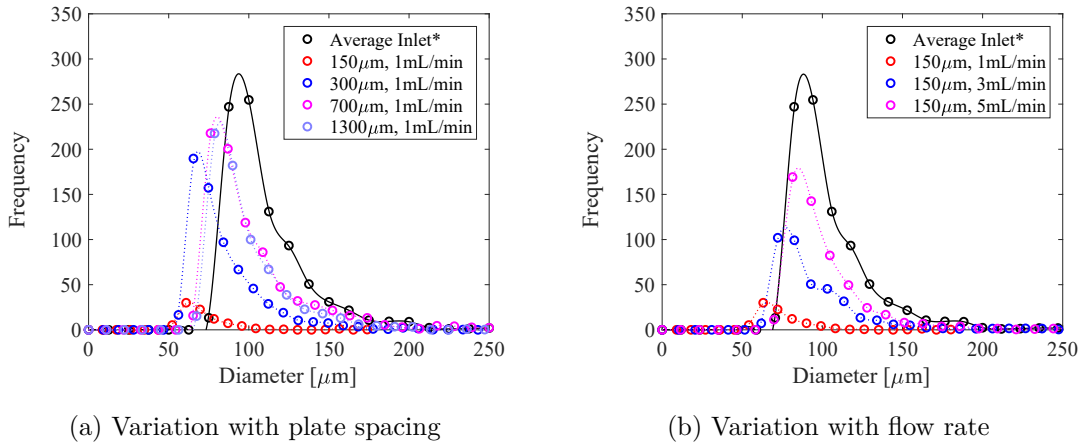 350
300
250
200
150
100
50
0
Frequency
0 50 100 150 200 250
Diameter [μm]
Average Inlet*
150μm, 1mL/min
300μm, 1mL/min
700μm, 1mL/min
1300μm, 1mL/min
(a) Variation with plate spacing
350
300
250
200
150
100
50
0
Frequency
0 50 100 150 200 250
Diameter [μm]
Average Inlet*
150μm, 1mL/min
150μm, 3mL/min
150μm, 5mL/min
(b) Variation with flow rate